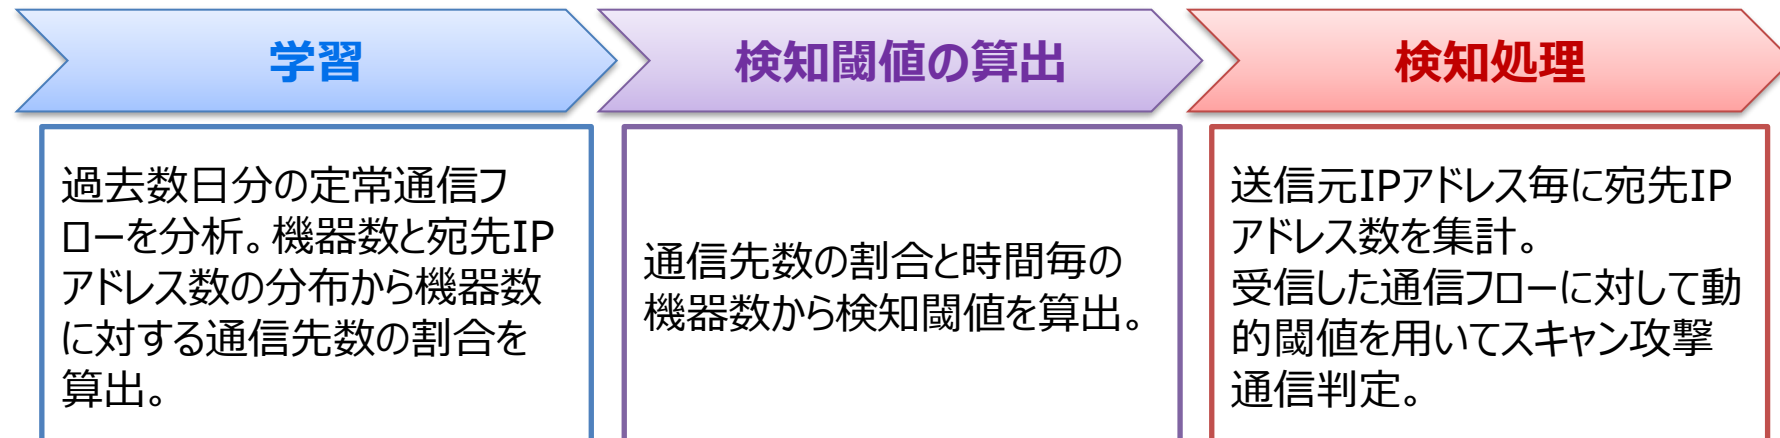 学習
過去数日分の定常通信フ
ローを分析。機器数と宛先IP
アドレス数の分布から機器数
に対する通信先数の割合を
算出。
検知閾値の算出
通信先数の割合と時間毎の
機器数から検知閾値を算出。
検知処理
送信元IPアドレス毎に宛先IP
アドレス数を集計。
受信した通信フローに対して動
的閾値を用いてスキャン攻撃
通信判定。